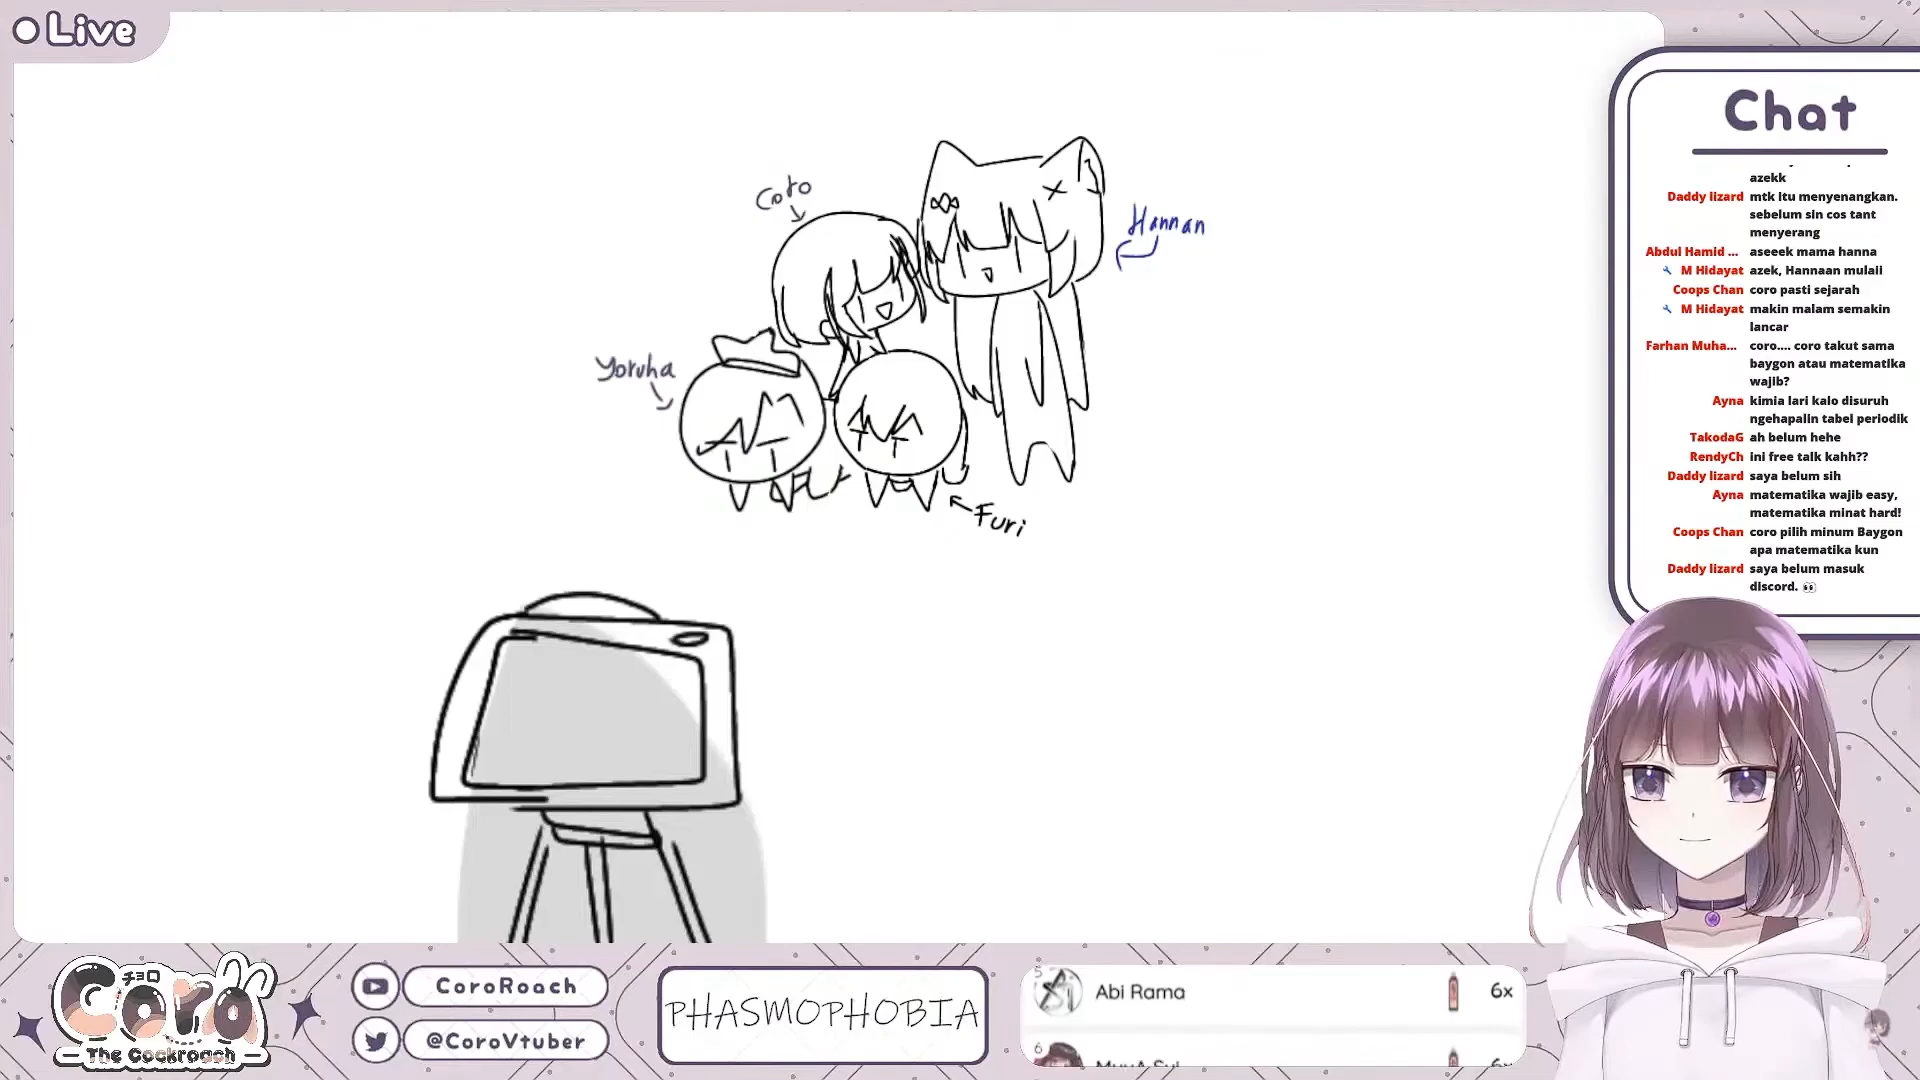 Live
Chat
azekk
Daddy lizard mtk itu menyenangkan.
sebelum sin cos tant
menyerang
Abdul Hamid ... aseeek mama hanna
M Hidayat azek, Hannaan mulaii
Coops Chan coro pasti sejarah
M Hidayat makin malam semakin
lancar
Farhan Muha... coro.... coro takut sama
baygon atau matematika
wajib?
Ayna kimia lari kalo disuruh
ngehapalin tabel periodik
TakodaG ah belum hehe
RendyCh ini free talk kahh??
Daddy lizard saya belum sih
Ayna matematika wajib easy,
matematika minat hard!
Coops Chan coro pilih minum Baygon
apa matematika kun
Daddy lizard saya belum masuk
discord. 👀
Coro
Hannan
Yoruha
Furi
チョロ
Coro
The Cockroach
CoroRoach
@CoroVtuber
PHASMOPHOBIA
5 Abi Rama 6x
6